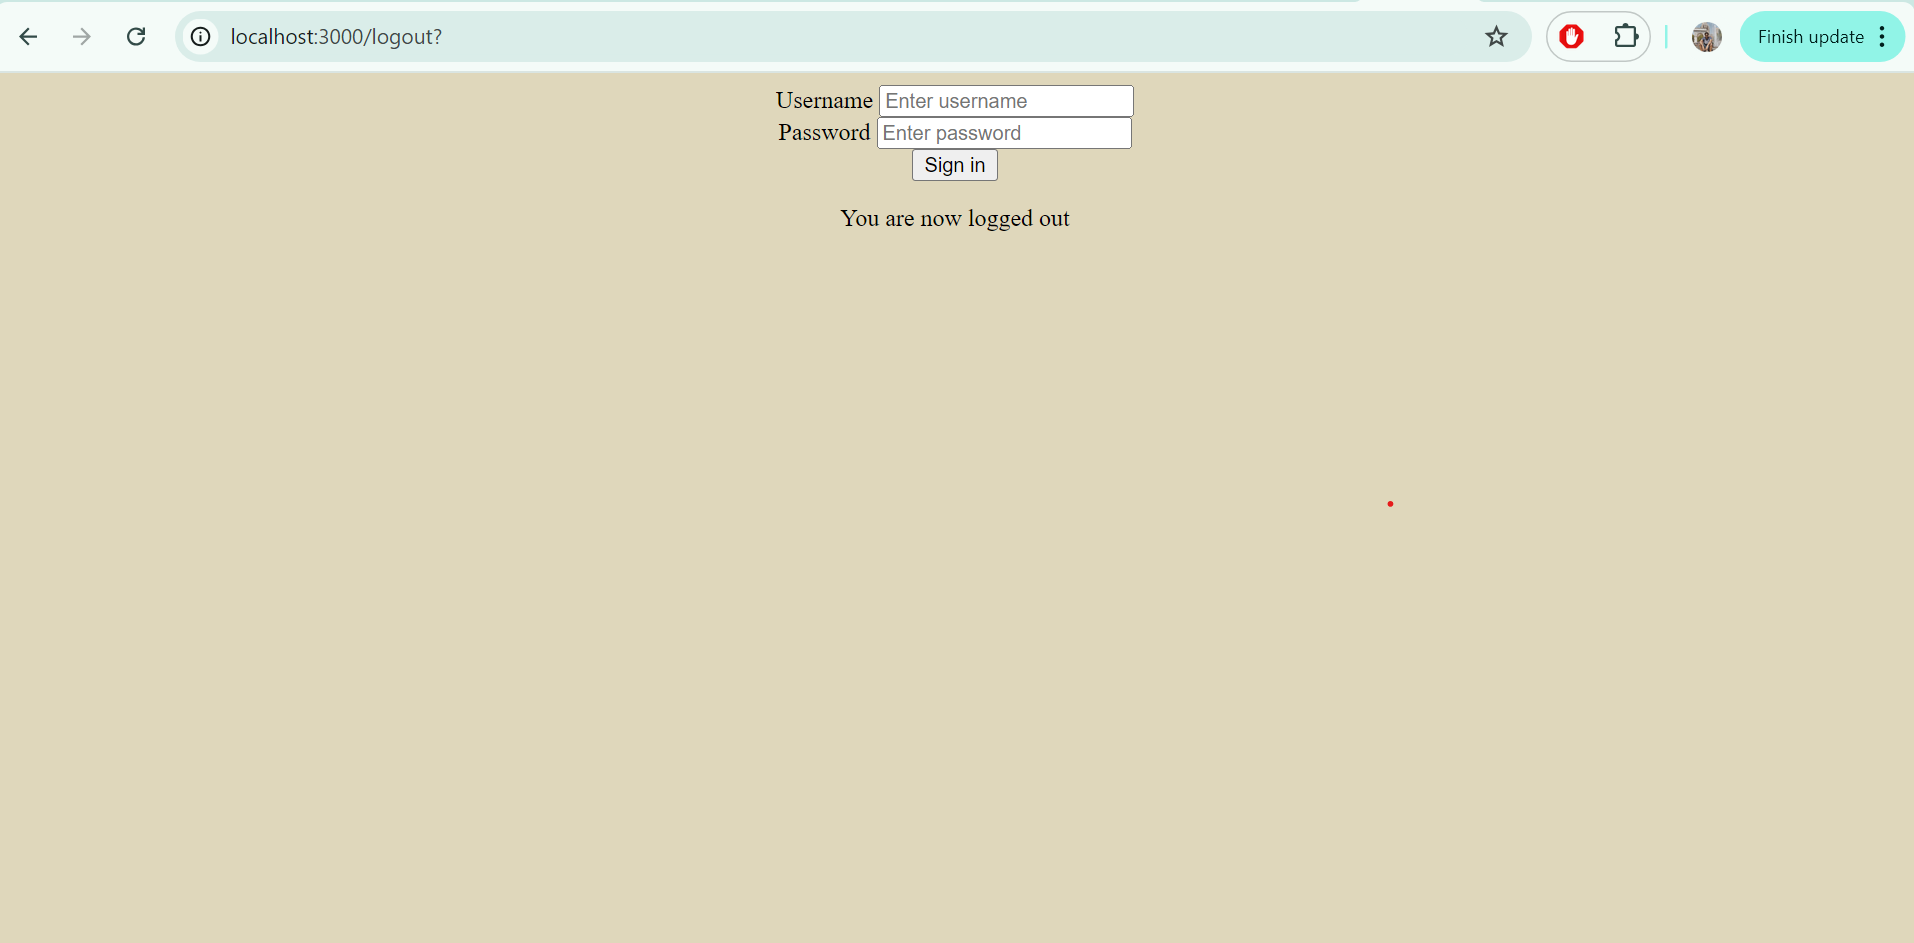 localhost:3000/logout?
Finish update
Username Enter username
Password Enter password
Sign in
You are now logged out